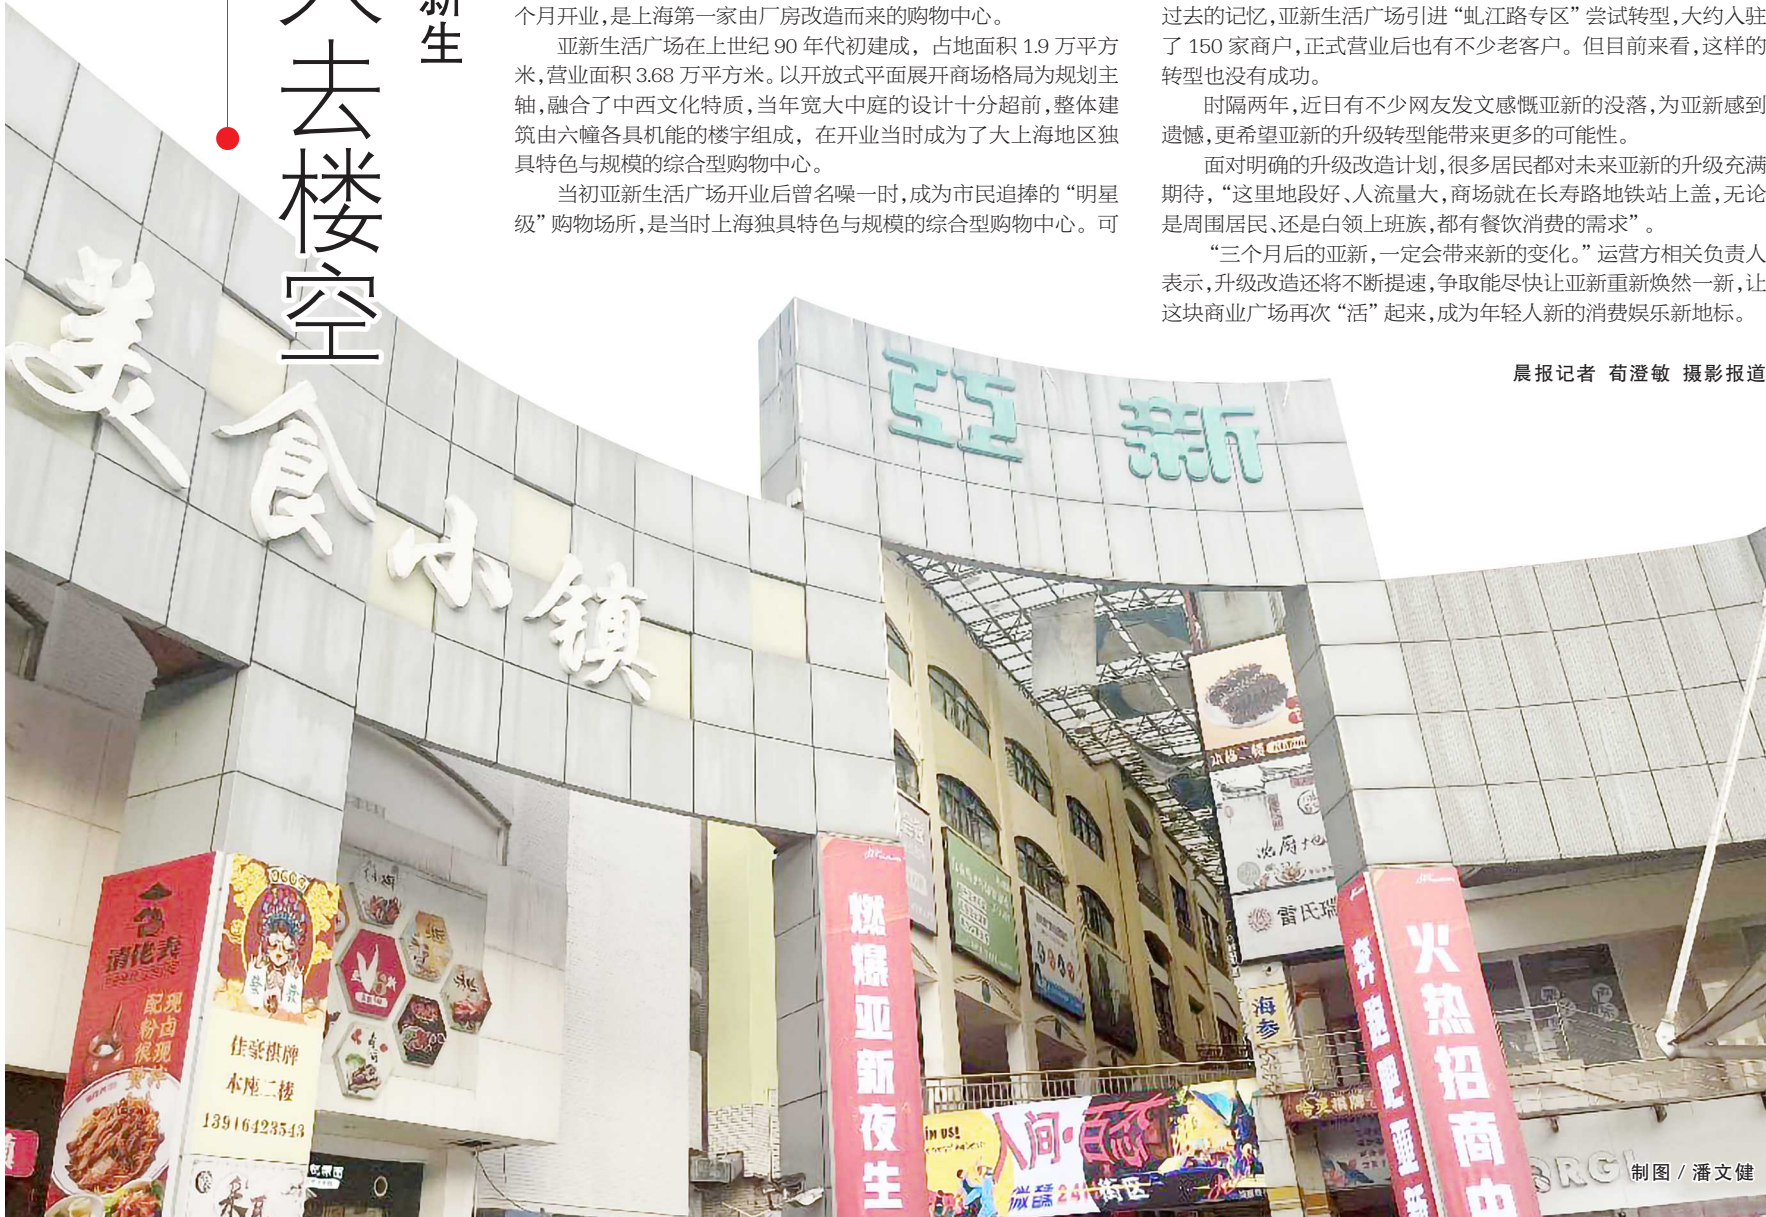 人去楼空
新生
个月开业，是上海第一家由厂房改造而来的购物中心。
亚新生活广场在上世纪 90 年代初建成，占地面积 1.9 万平方
米，营业面积 3.68 万平方米。以开放式平面展开商场格局为规划主
轴，融合了中西文化特质，当年宽大中庭的设计十分超前，整体建
筑由六幢各具机能的楼宇组成，在开业当时成为了大上海地区独
具特色与规模的综合型购物中心。
当初亚新生活广场开业后曾名噪一时，成为市民追捧的“明星
级”购物场所，是当时上海独具特色与规模的综合型购物中心。可
过去的记忆，亚新生活广场引进“虬江路专区”尝试转型，大约入驻
了 150 家商户，正式营业后也有不少老客户。但目前来看，这样的
转型也没有成功。
时隔两年，近日有不少网友发文感慨亚新的没落，为亚新感到
遗憾，更希望亚新的升级转型能带来更多的可能性。
面对明确的升级改造计划，很多居民都对未来亚新的升级充满
期待，“这里地段好、人流量大，商场就在长寿路地铁站上盖，无论
是周围居民、还是白领上班族，都有餐饮消费的需求”。
“三个月后的亚新，一定会带来新的变化。”运营方相关负责人
表示，升级改造还将不断提速，争取能尽快让亚新重新焕然一新，让
这块商业广场再次“活”起来，成为年轻人新的消费娱乐新地标。
晨报记者 荀澄敏 摄影报道
美食小镇
亞新
现卤现
配粉很
佳豪棋牌
本座二楼
13916423543
燃爆亚新夜生
雷氏
海参
奔跑吧亚新
火热招商中
人间·
微醺24H街区
RG
制图 / 潘文健